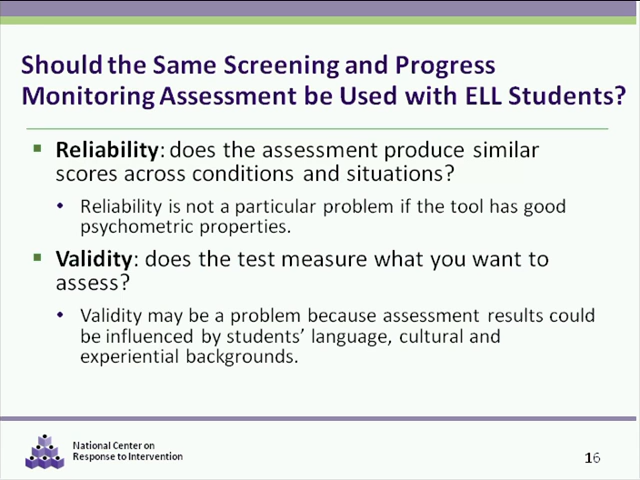 Should the Same Screening and Progress
Monitoring Assessment be Used with ELL Students?
▪ Reliability: does the assessment produce similar
scores across conditions and situations?
• Reliability is not a particular problem if the tool has good
psychometric properties.
▪ Validity: does the test measure what you want to
assess?
• Validity may be a problem because assessment results could
be influenced by students’ language, cultural and
experiential backgrounds.
National Center on
Response to Intervention
16